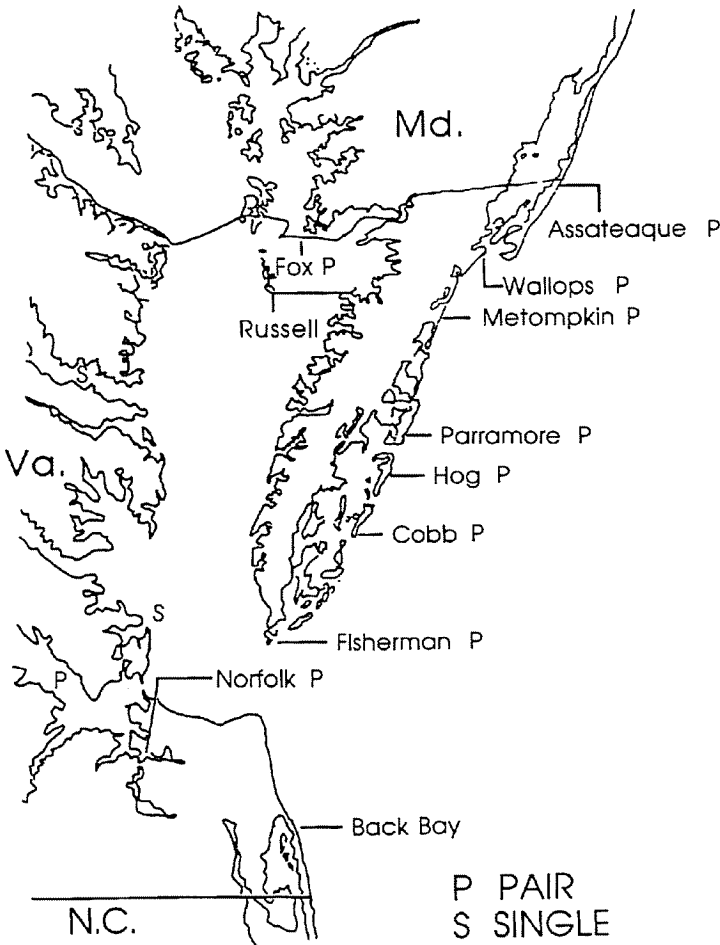 Md.
P
Assateaque P
Fox P
Wallops P
Russell
Metompkin P
S
Parramore P
Va.
Hog P
Cobb P
S
Fisherman P
P
Norfolk P
Back Bay
P PAIR
S SINGLE
N.C.